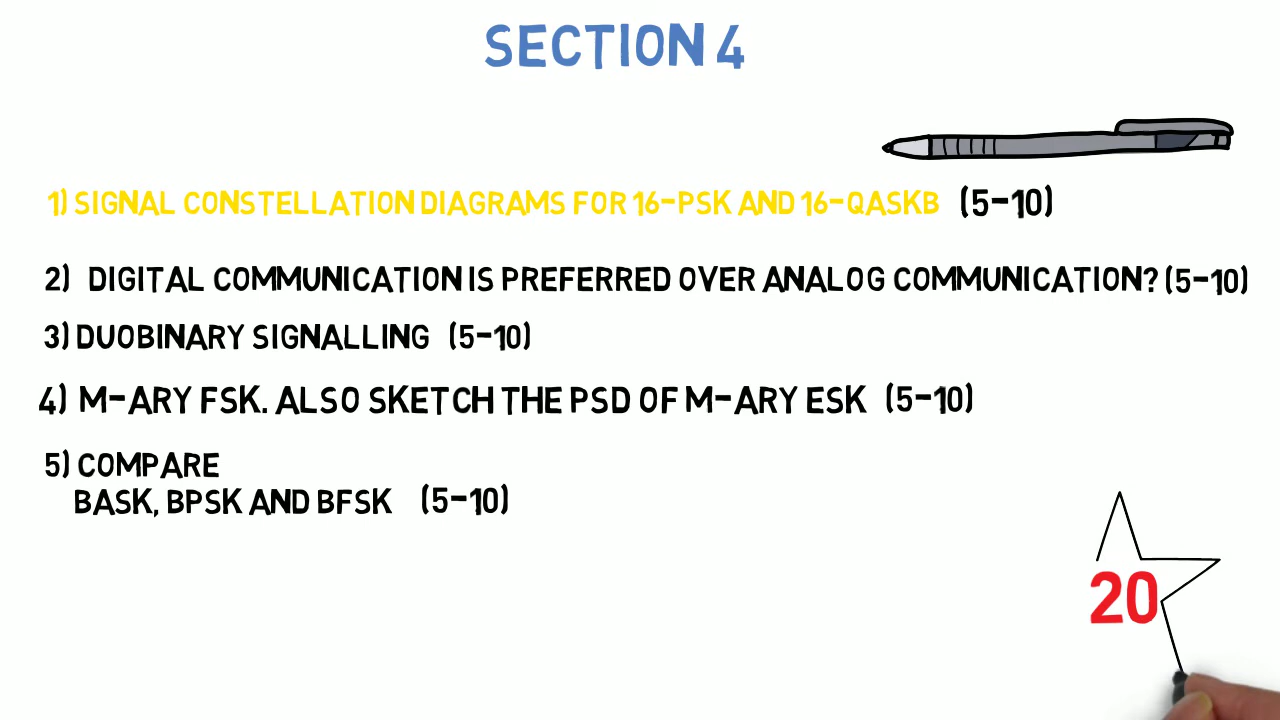 SECTION 4
1) SIGNAL CONSTELLATION DIAGRAMS FOR 16-PSK AND 16-QASKB (5-10)
2) DIGITAL COMMUNICATION IS PREFERRED OVER ANALOG COMMUNICATION? (5-10)
3) DUOBINARY SIGNALLING (5-10)
4) M-ARY FSK. ALSO SKETCH THE PSD OF M-ARY ESK (5-10)
5) COMPARE
BASK, BPSK AND BFSK (5-10)
20